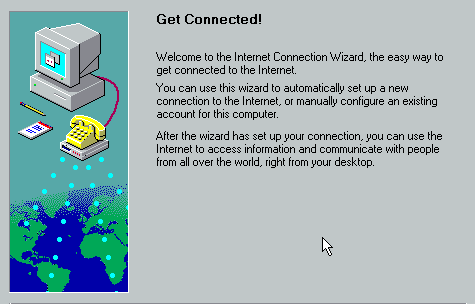 Get Connected!
Welcome to the Internet Connection Wizard, the easy way to
get connected to the Internet.
You can use this wizard to automatically set up a new
connection to the Internet, or manually configure an existing
account for this computer.
After the wizard has set up your connection, you can use the
Internet to access information and communicate with people
from all over the world, right from your desktop.